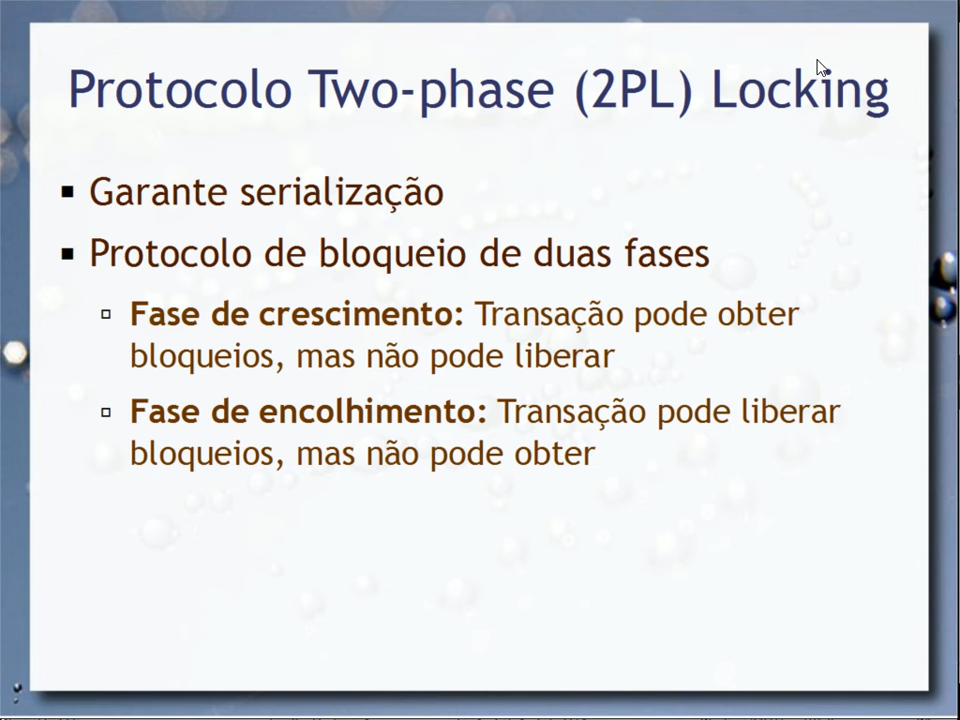 Protocolo Two-phase (2PL) Locking
Garante serialização
Protocolo de bloqueio de duas fases
Fase de crescimento: Transação pode obter
bloqueios, mas não pode liberar
Fase de encolhimento: Transação pode liberar
bloqueios, mas não pode obter